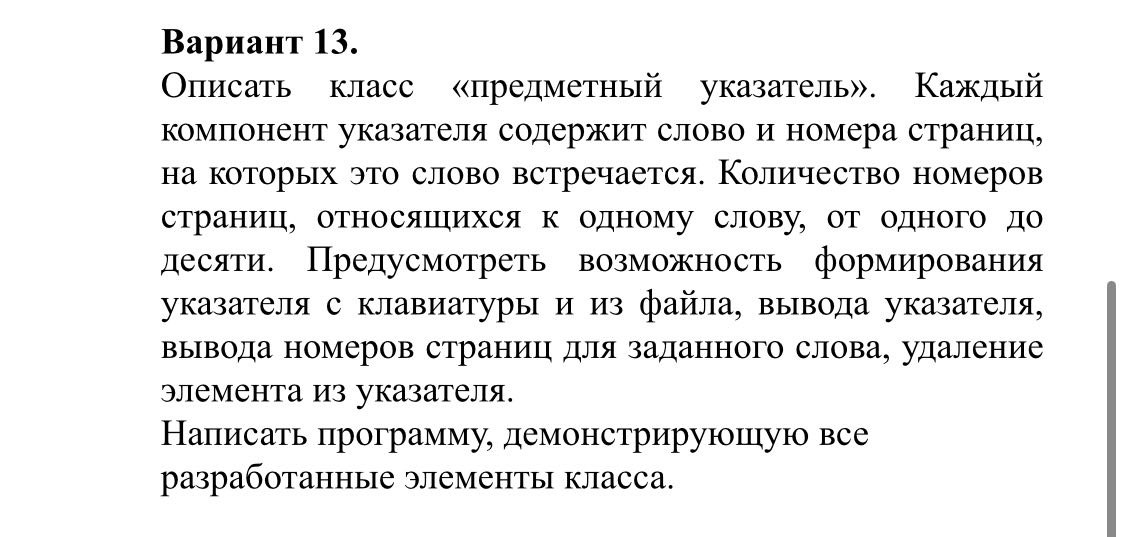 Вариант 13.
Описать класс «предметный указатель». Каждый
компонент указателя содержит слово и номера страниц,
на которых это слово встречается. Количество номеров
страниц, относящихся к одному слову, от одного до
десяти. Предусмотреть возможность формирования
указателя с клавиатуры и из файла, вывода указателя,
вывода номеров страниц для заданного слова, удаление
элемента из указателя.
Написать программу, демонстрирующую все
разработанные элементы класса.